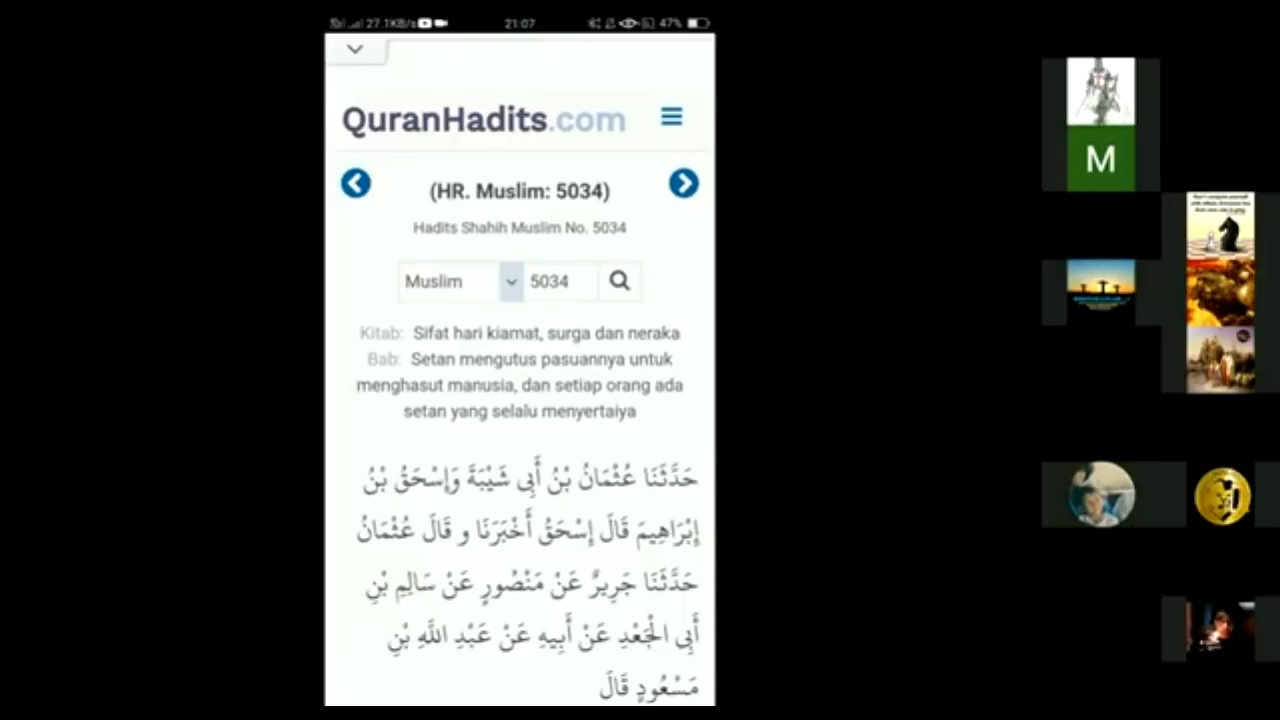 27.1KB/s
21:07
47%
QuranHadits.com
(HR. Muslim: 5034)
Hadits Shahih Muslim No. 5034
Muslim
5034
Kitab: Sifat hari kiamat, surga dan neraka
Bab: Setan mengutus pasuannya untuk
menghasut manusia, dan setiap orang ada
setan yang selalu menyertaiya
حَدَّثَنَا عُثْمَانُ بْنُ أَبِي شَيْبَةَ وَإِسْحَقُ بْنُ
إِبْرَاهِيمَ قَالَ إِسْحَقُ أَخْبَرَنَا و قَالَ عُثْمَانُ
حَدَّثَنَا جَرِيرٌ عَنْ مَنْصُورٍ عَنْ سَالِمِ بْنِ
أَبِي الْجَعْدِ عَنْ أَبِيهِ عَنْ عَبْدِ اللَّهِ بْنِ
مَسْعُودٍ قَالَ
M